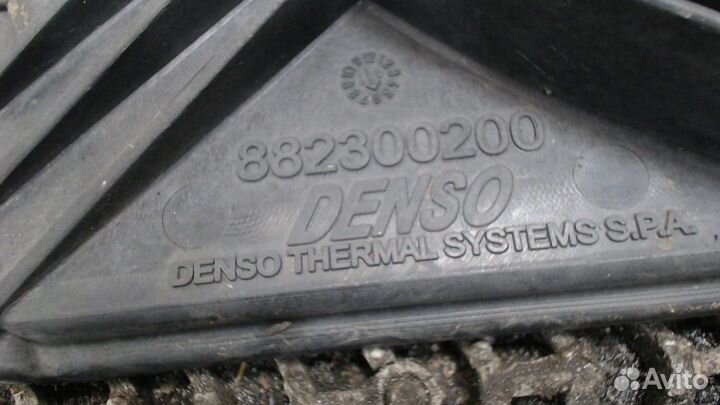 882300200
DENSO
DENSO THERMAL SYSTEMS S.P.A.
Avito